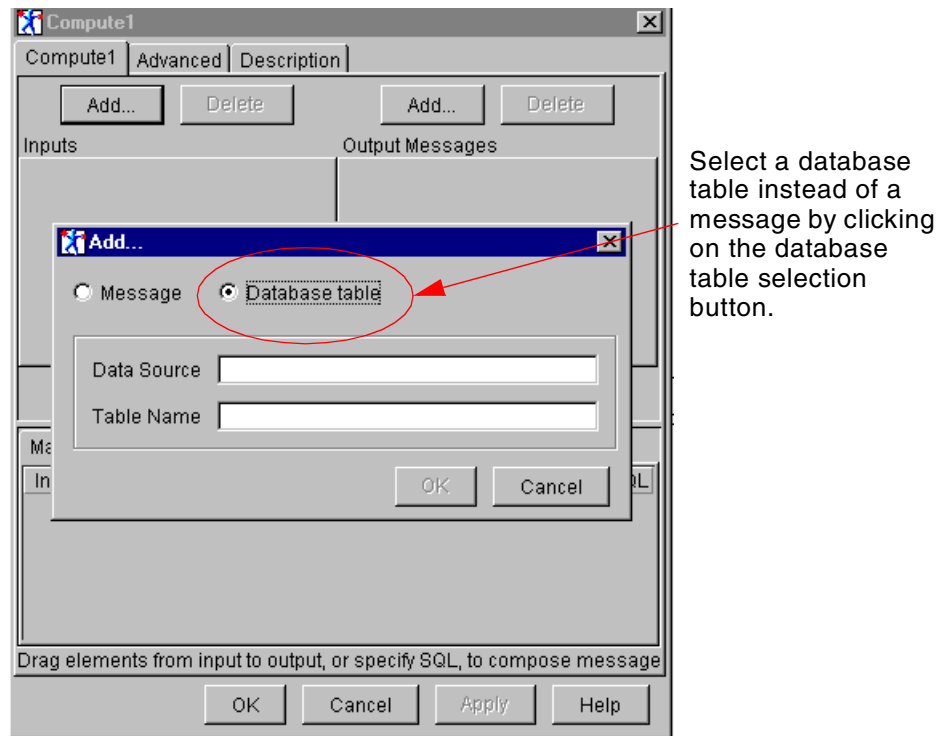 Compute1
Compute1 Advanced Description
Add... Delete Add... Delete
Inputs Output Messages
Add...
Message Database table
Data Source
Table Name
OK Cancel
Drag elements from input to output, or specify SQL, to compose message
OK Cancel Apply Help
Select a database
table instead of a
message by clicking
on the database
table selection
button.